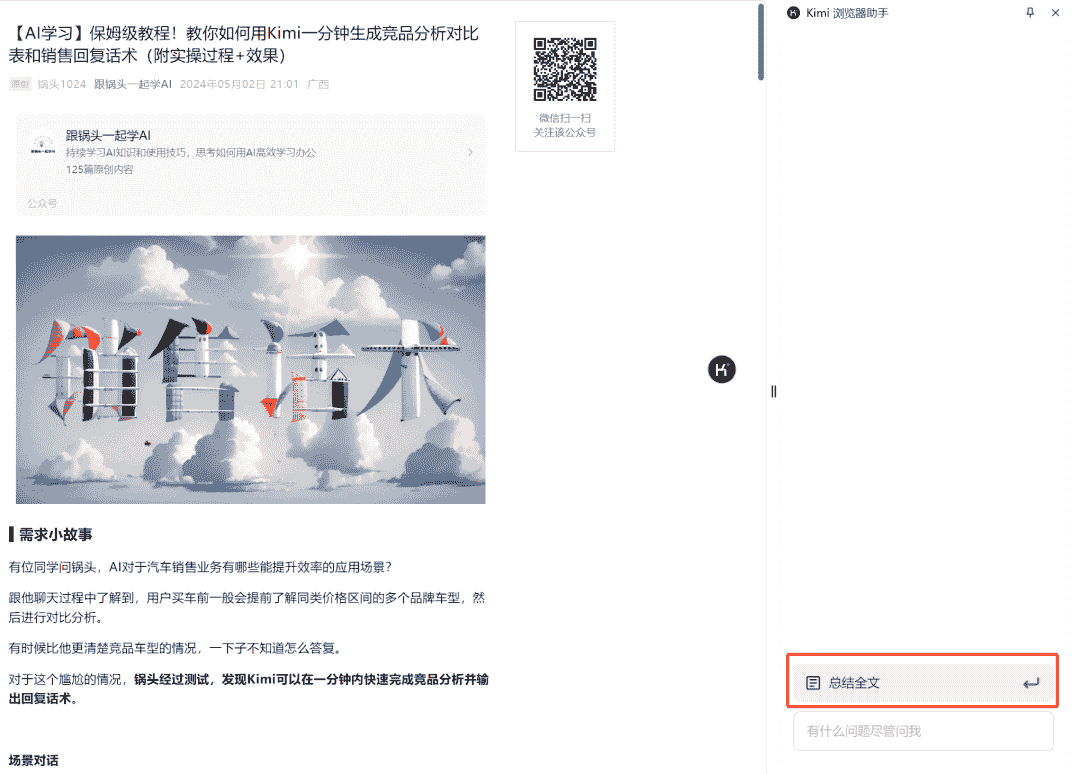 【AI学习】保姆级教程！教你如何用Kimi一分钟生成竞品分析对比
表和销售回复话术（附实操过程+效果）
原创 锅头1024 跟锅头一起学AI 2024年05月02日 21:01 广西
跟锅头一起学AI
持续学习AI知识和使用技巧，思考如何用AI高效学习办公
125篇原创内容
公众号
微信扫一扫
关注该公众号
销售话术
需求小故事
有位同学问锅头，AI对于汽车销售业务有哪些能提升效率的应用场景？
跟他聊天过程中了解到，用户买车前一般会提前了解同类价格区间的多个品牌车型，然
后进行对比分析。
有时候比他更清楚竞品车型的情况，一下子不知道怎么答复。
对于这个尴尬的情况，锅头经过测试，发现Kimi可以在一分钟内快速完成竞品分析并输
出回复话术。
场景对话
Kimi 浏览器助手
总结全文
有什么问题尽管问我